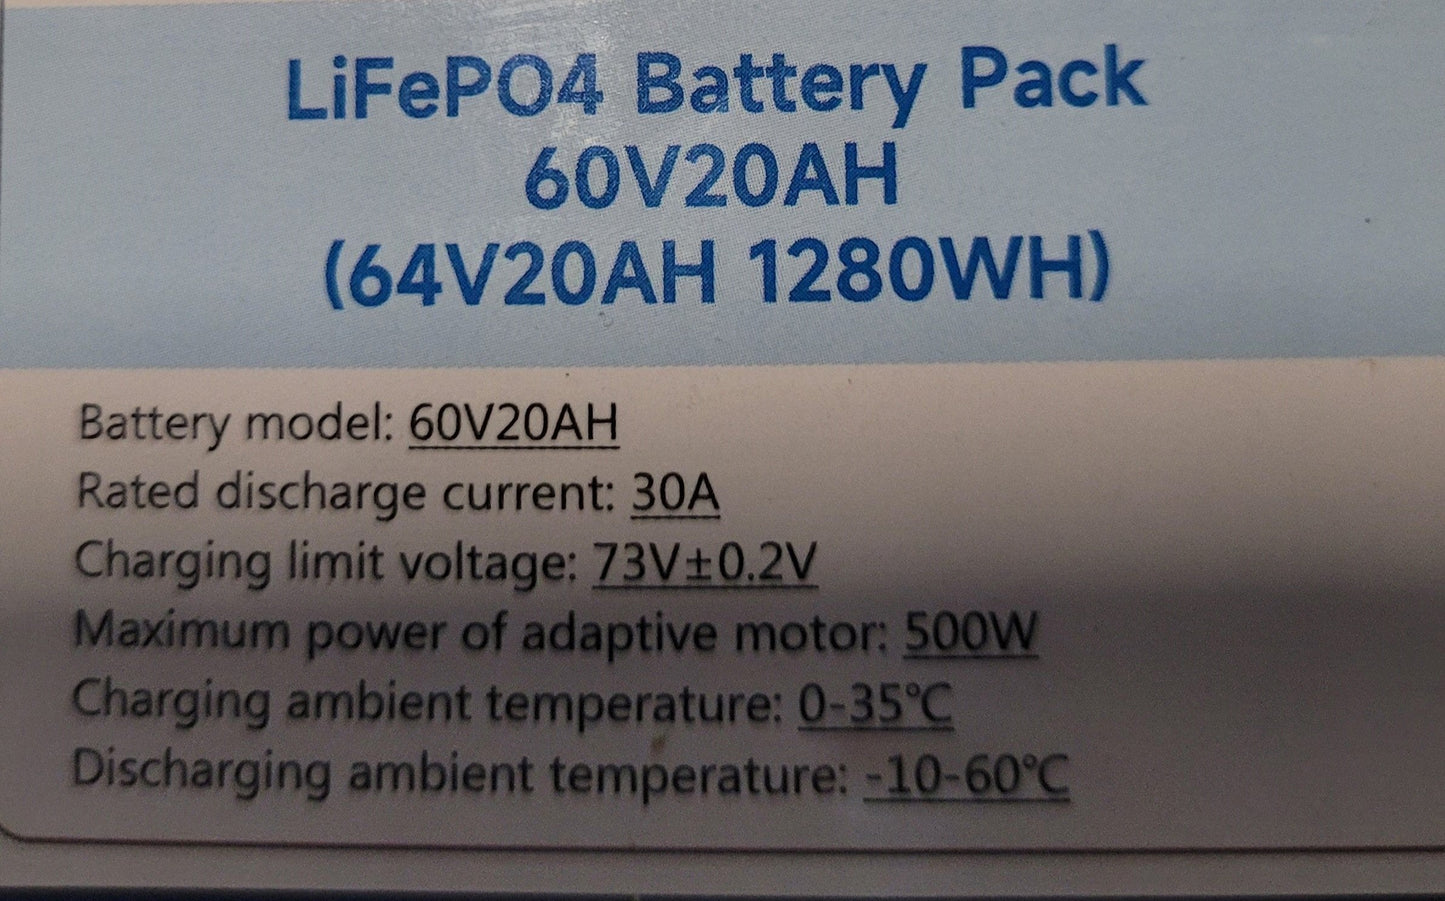 LiFePO4 Battery Pack
60V20AH
(64V20AH 1280WH)
Battery model: 60V20AH
Rated discharge current: 30A
Charging limit voltage: 73V±0.2V
Maximum power of adaptive motor: 500W
Charging ambient temperature: 0-35℃
Discharging ambient temperature: -10-60℃